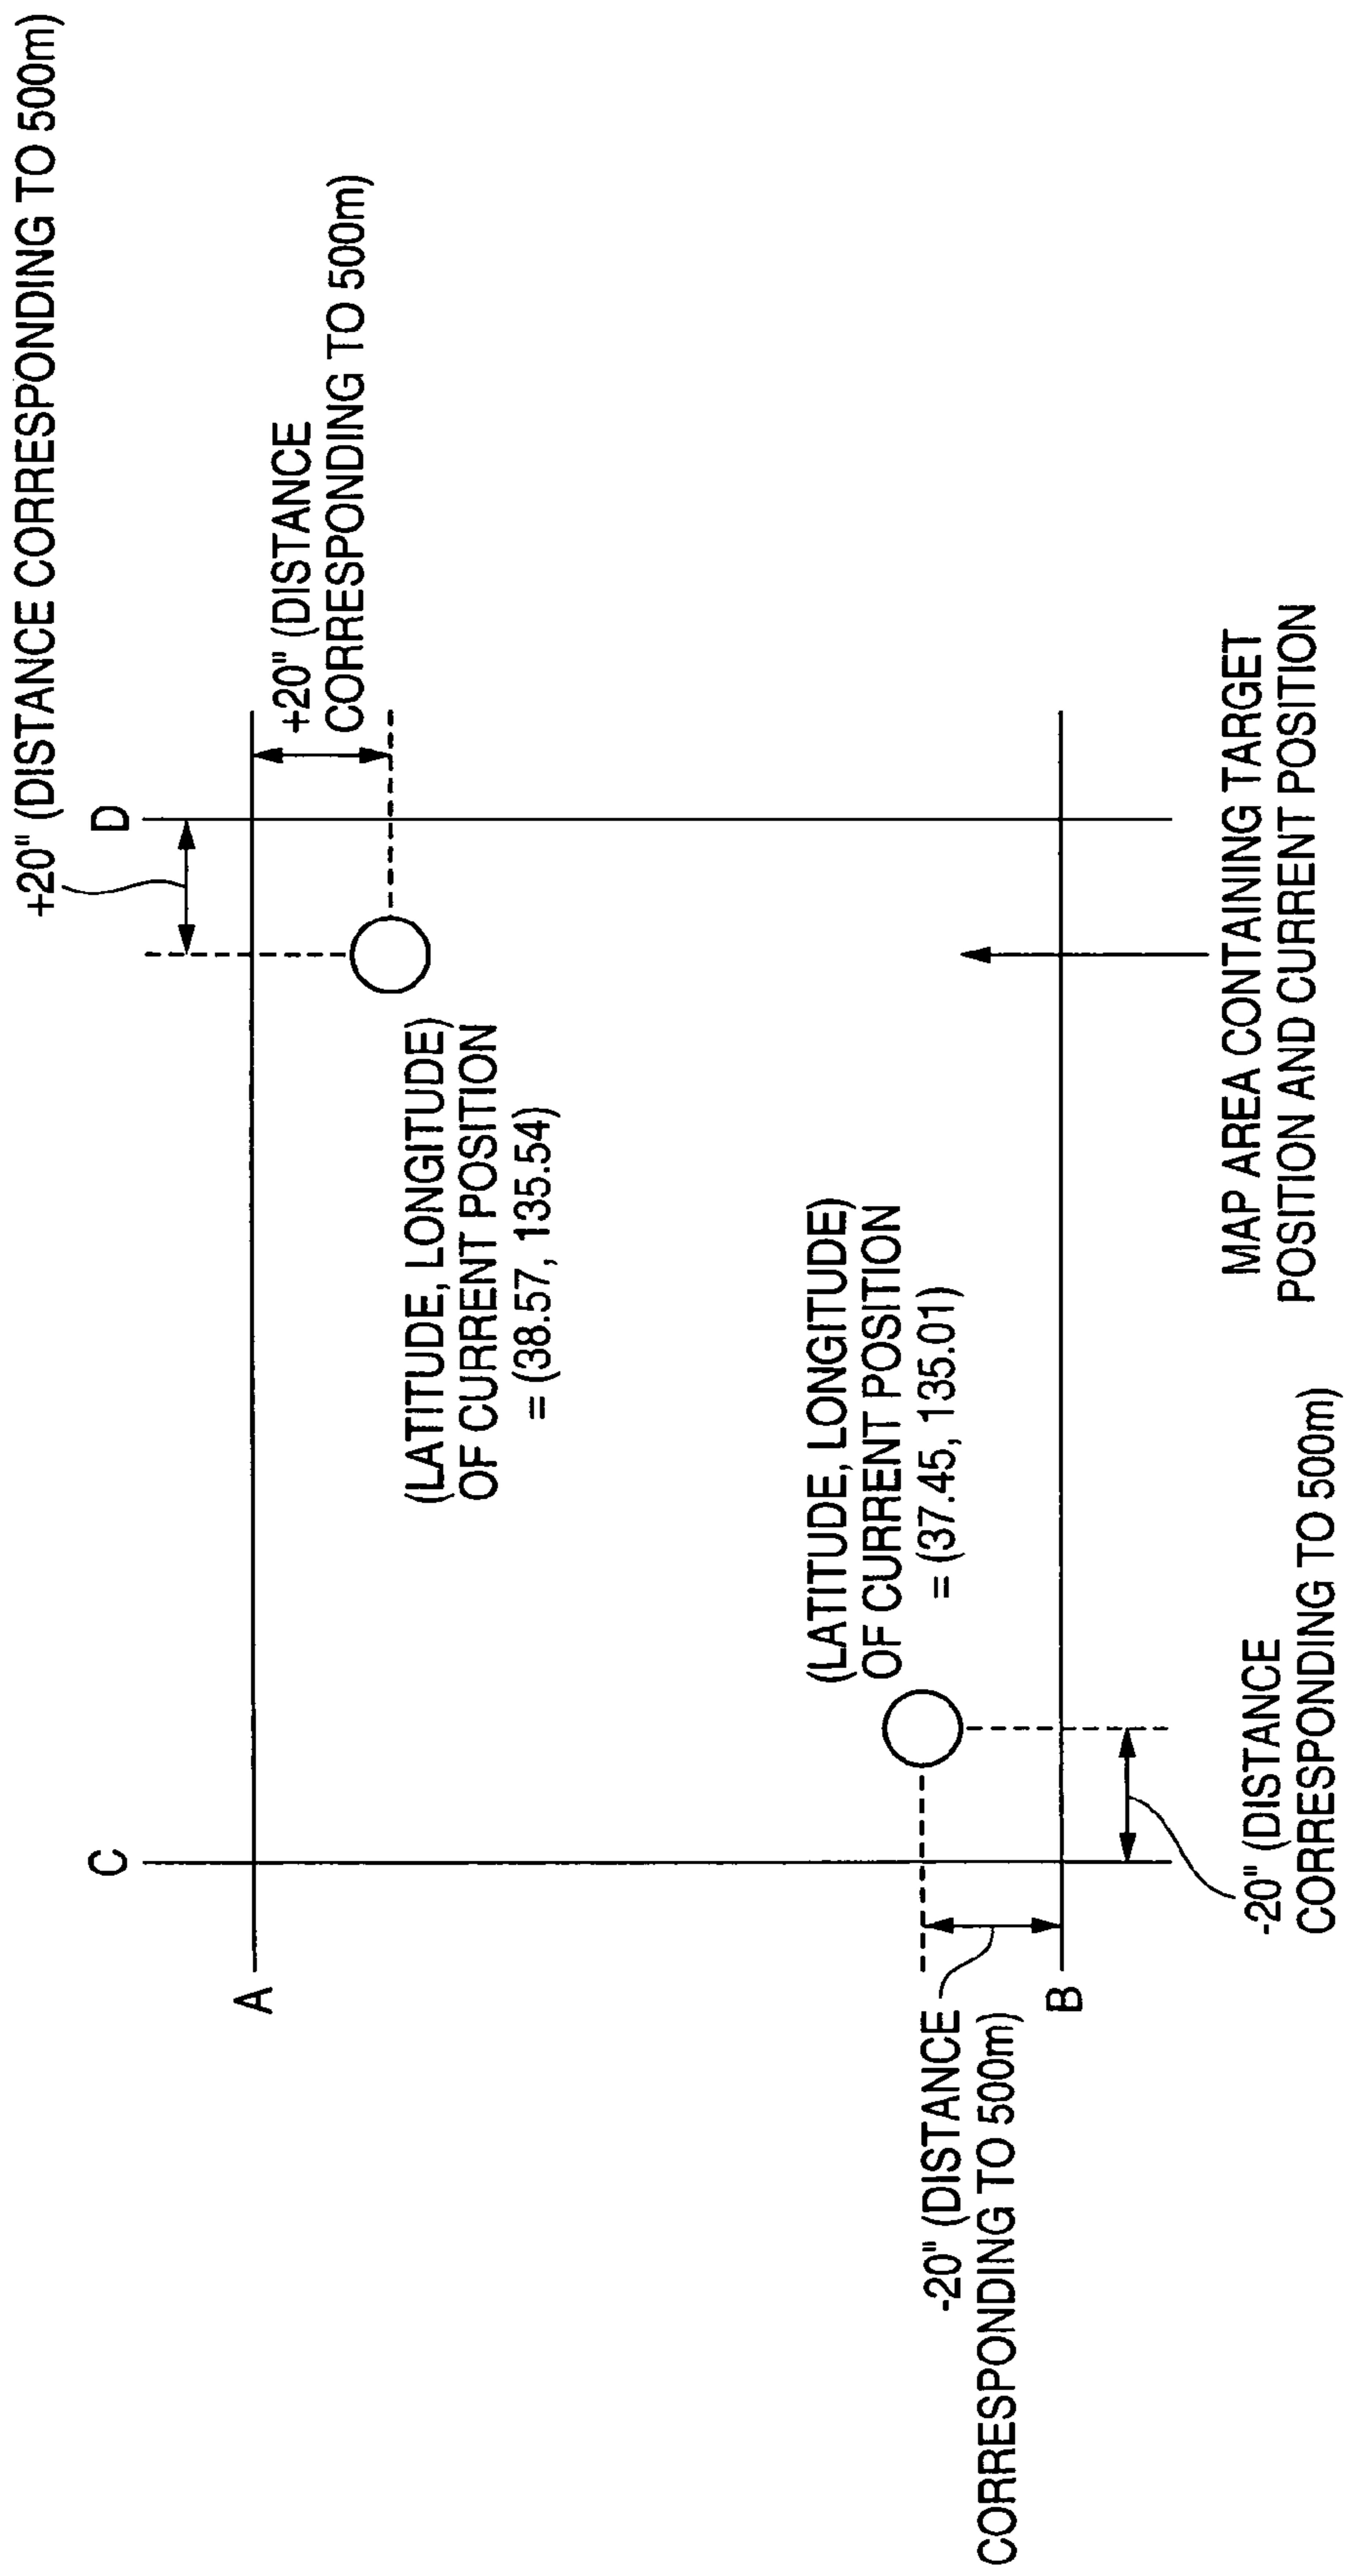 +20" (DISTANCE CORRESPONDING TO 500m)
C
D
+20" (DISTANCE
CORRESPONDING TO 500m)
A
(LATITUDE, LONGITUDE)
OF CURRENT POSITION
= (38.57, 135.54)
(LATITUDE, LONGITUDE)
OF CURRENT POSITION
= (37.45, 135.01)
-20" (DISTANCE
CORRESPONDING TO 500m)
B
-20" (DISTANCE
CORRESPONDING TO 500m)
MAP AREA CONTAINING TARGET
POSITION AND CURRENT POSITION